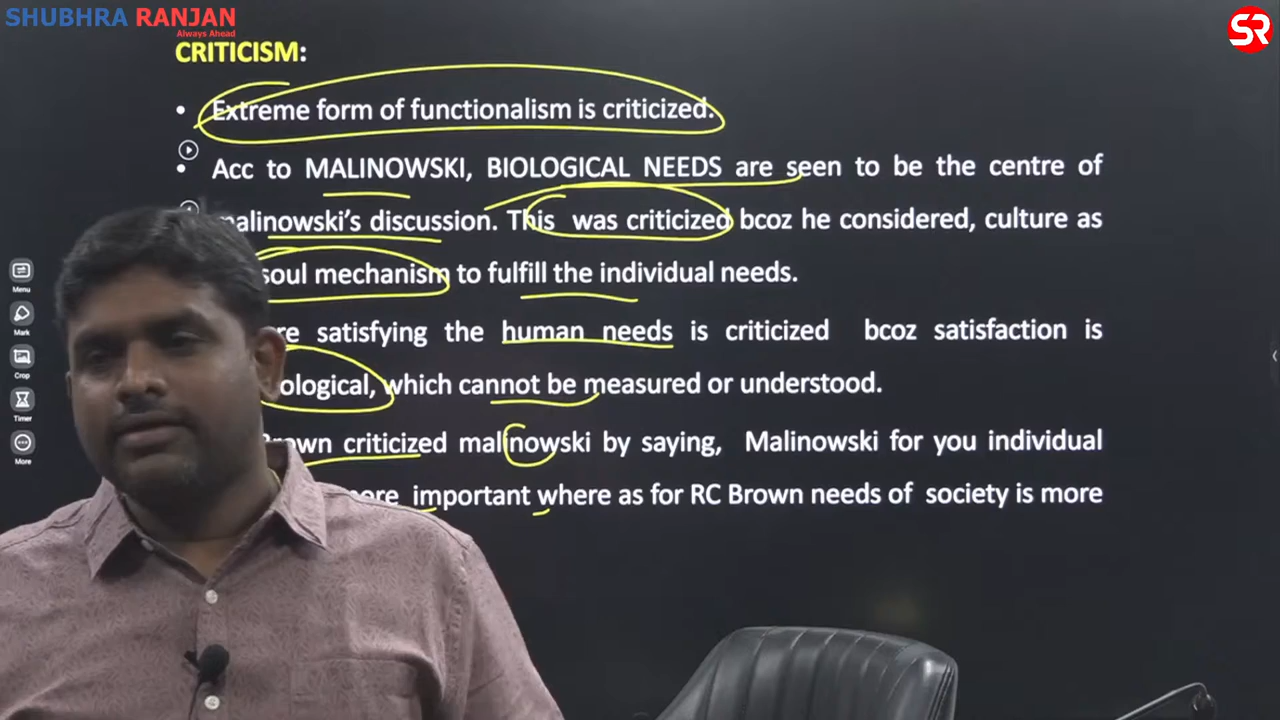 SHUBHRA RANJAN
Always Ahead
SR
CRITICISM:
• Extreme form of functionalism is criticized.
• Acc to MALINOWSKI, BIOLOGICAL NEEDS are seen to be the centre of
malinowski's discussion. This was criticized bcoz he considered, culture as
soul mechanism to fulfill the individual needs.
satisfying the human needs is criticized bcoz satisfaction is
which cannot be measured or understood.
Brown criticized malinowski by saying, Malinowski for you individual
important where as for RC Brown needs of society is more
Menu
Mark
Crop
Timer
More